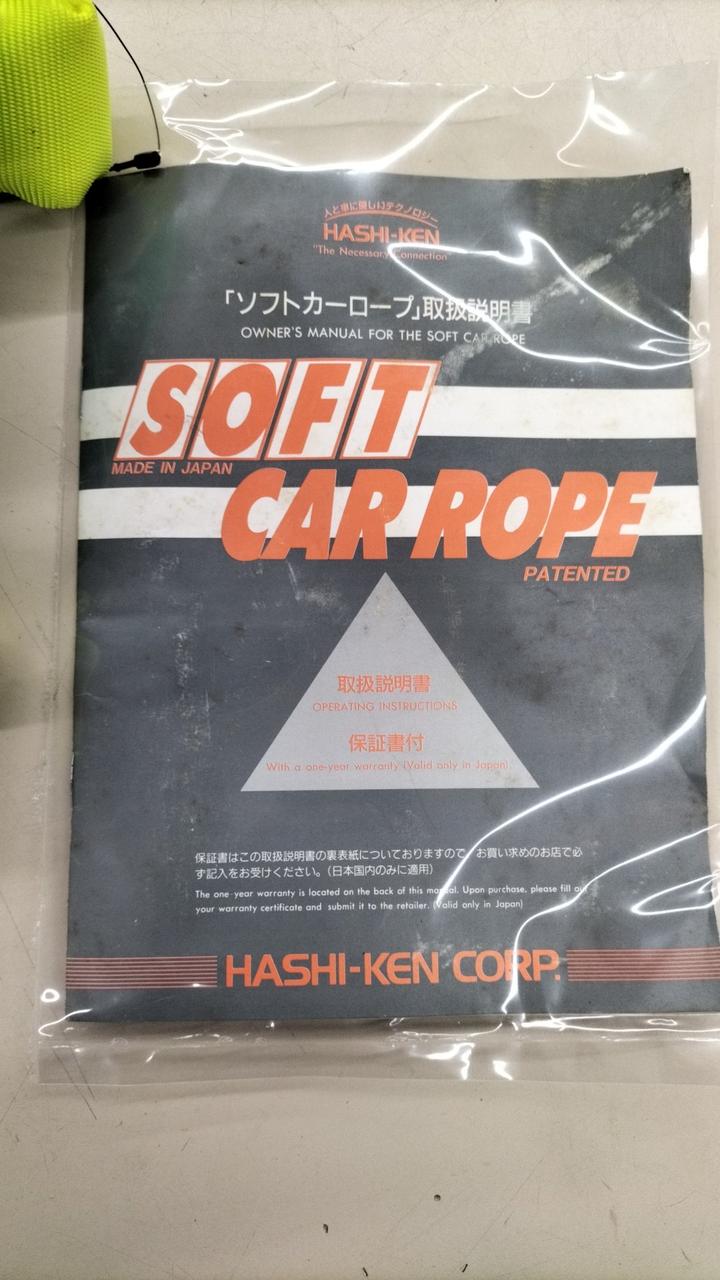 人と車に優しいテクノロジー
HASHI-KEN
"The Necessary Connection"
「ソフトカーロープ」取扱説明書
OWNER'S MANUAL FOR THE SOFT CAR ROPE
SOFT
MADE IN JAPAN
CAR ROPE
PATENTED
取扱説明書
OPERATING INSTRUCTIONS
保証書付
With a one-year warranty (Valid only in Japan).
保証書はこの取扱説明書の裏表紙についておりますので、お買い求めのお店で必
ず記入をお受けください。（日本国内のみに適用）
The one-year warranty is located on the back of this manual. Upon purchase, please fill out
your warranty certificate and submit it to the retailer. (Valid only in Japan)
HASHI-KEN CORP.